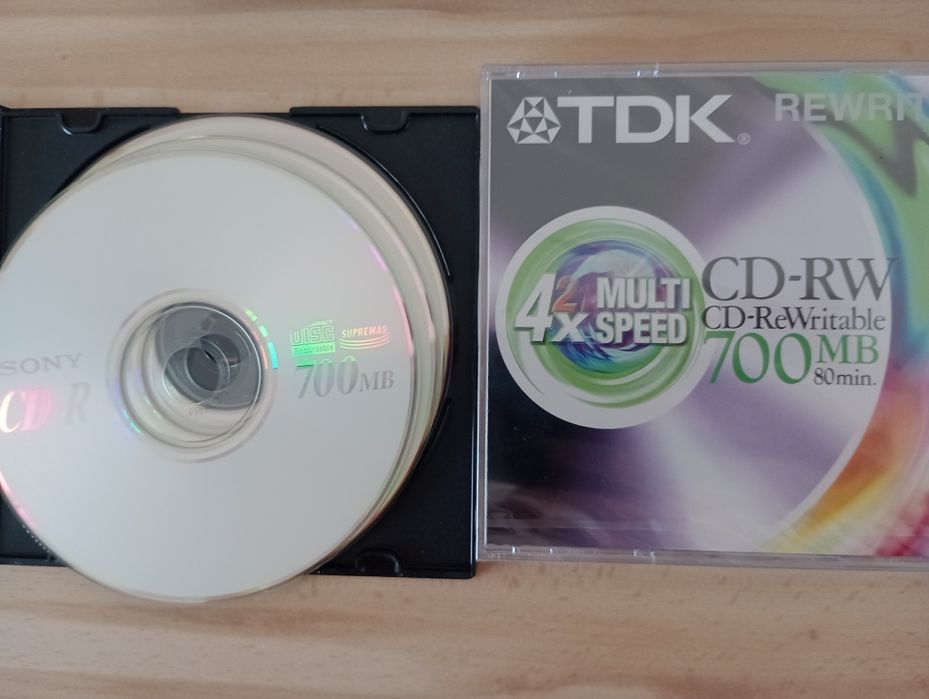 SONY
CD-R
COMPACT
DISC
Recordable
SUPREMAS
700MB
TDK®
REWRIT
4x
2
MULTI
SPEED
CD-RW
CD-ReWritable
700MB
80min.